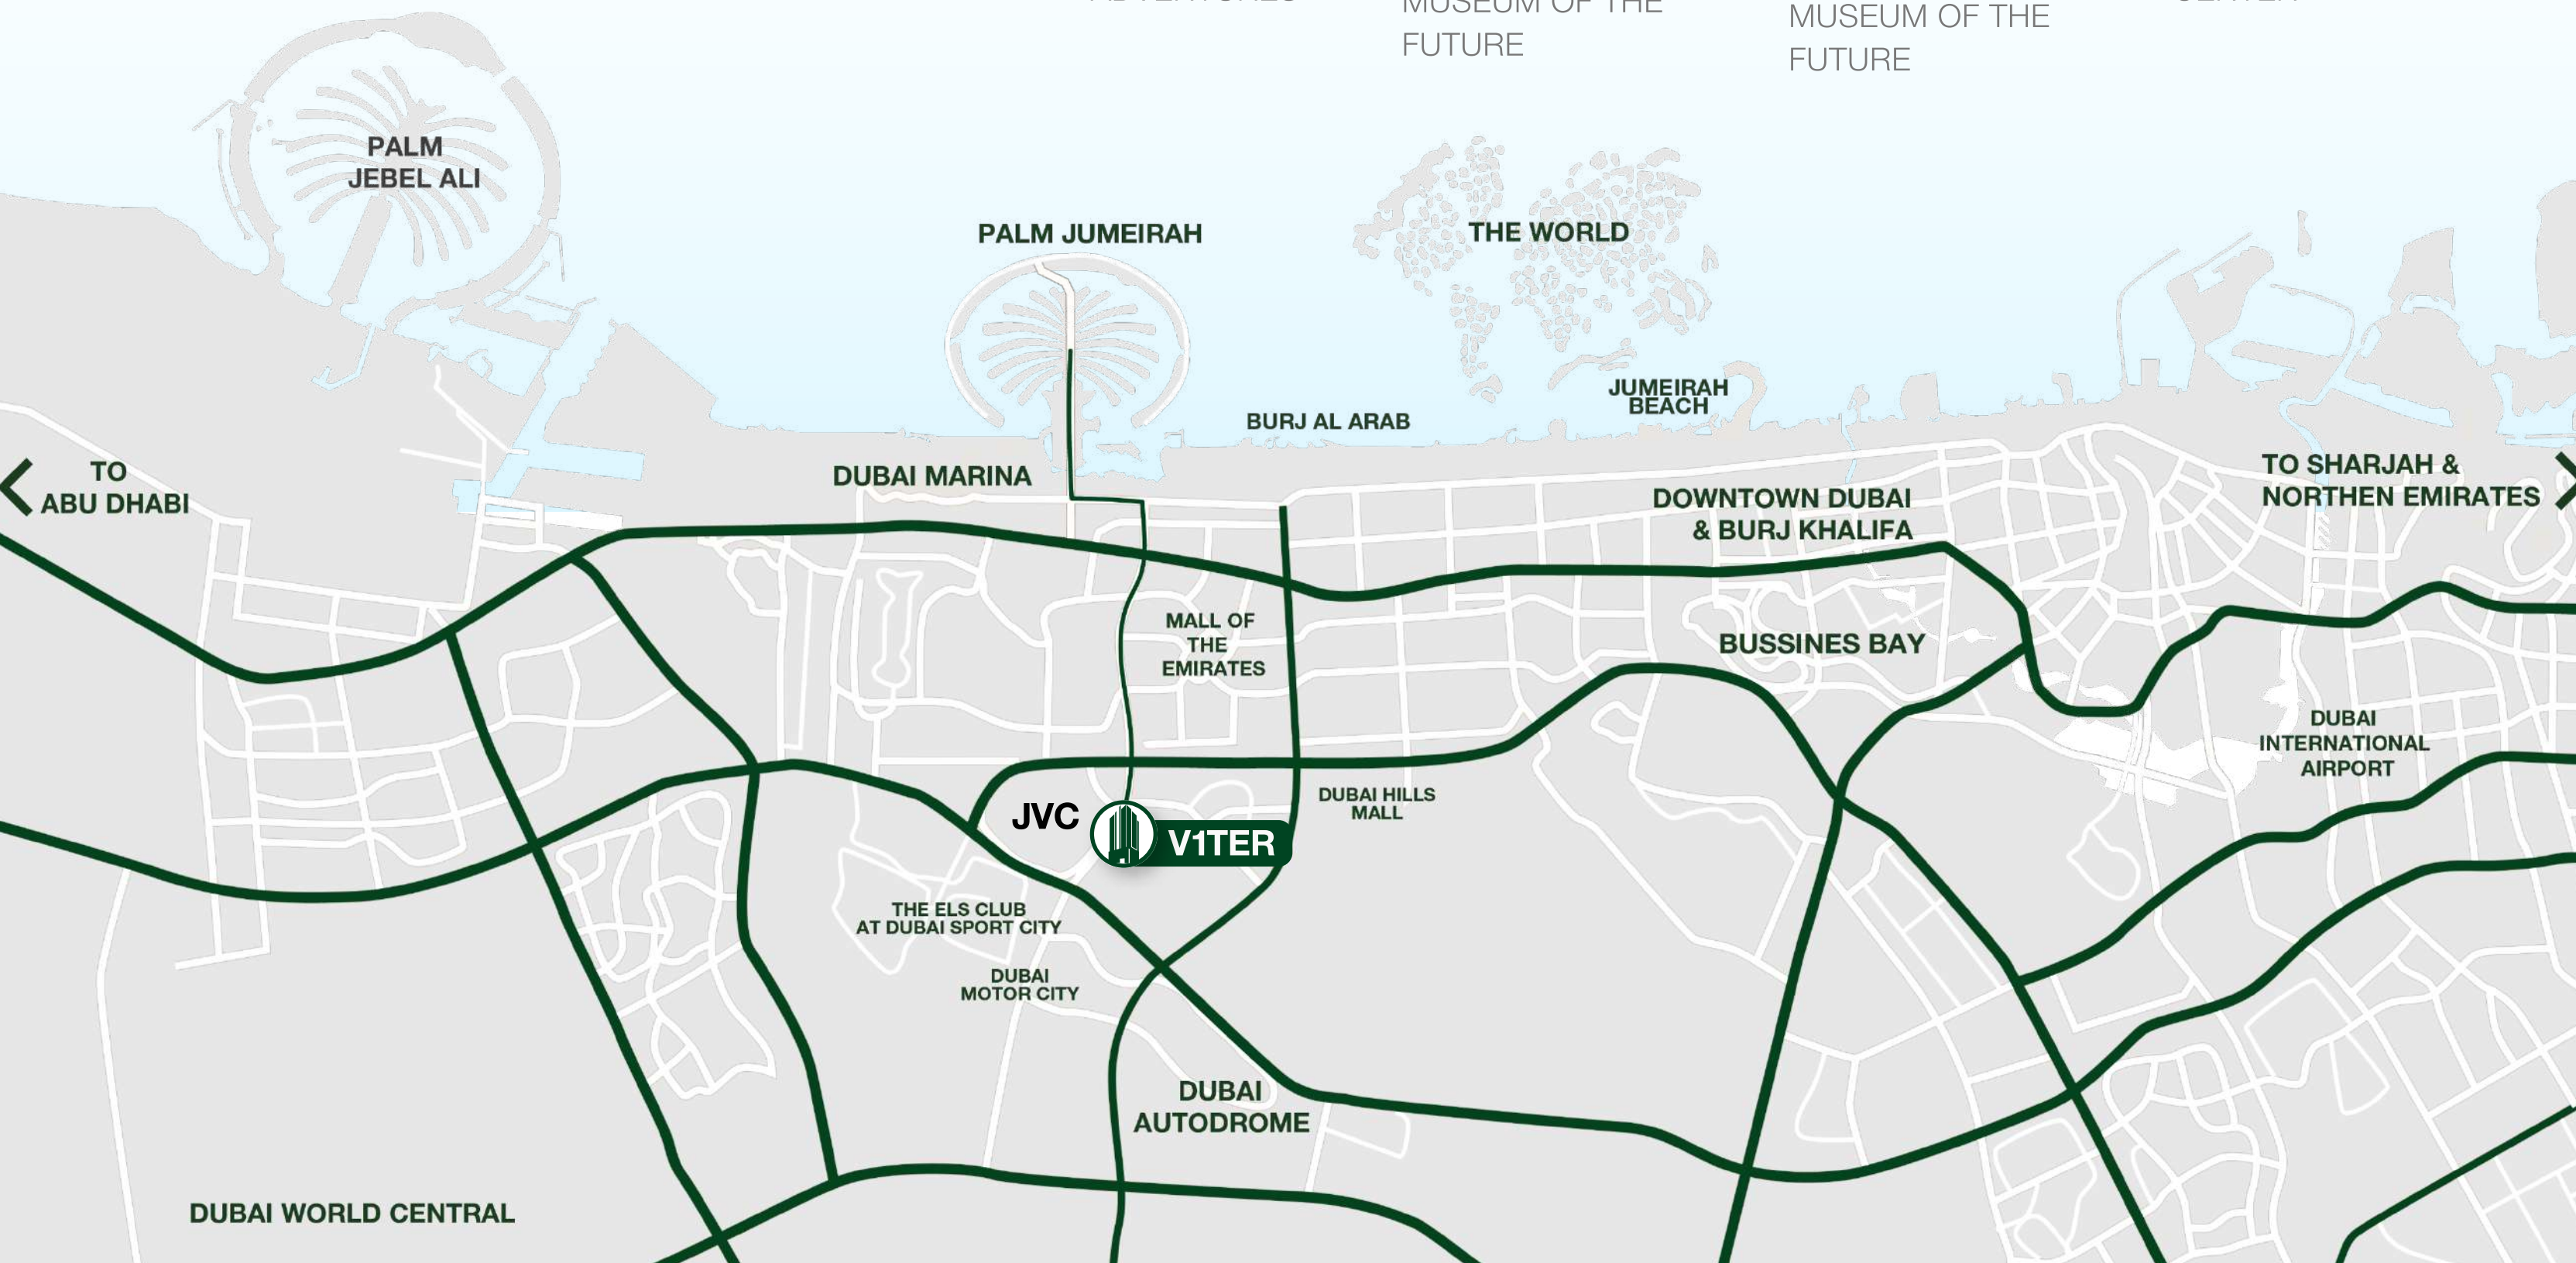 MUSEUM OF THE
FUTURE
MUSEUM OF THE
FUTURE
PALM
JEBEL ALI
PALM JUMEIRAH
THE WORLD
JUMEIRAH
BEACH
BURJ AL ARAB
TO
ABU DHABI
DUBAI MARINA
DOWNTOWN DUBAI
& BURJ KHALIFA
TO SHARJAH &
NORTHEN EMIRATES
MALL OF
THE
EMIRATES
BUSSINES BAY
DUBAI
INTERNATIONAL
AIRPORT
DUBAI HILLS
MALL
JVC
V1TER
THE ELS CLUB
AT DUBAI SPORT CITY
DUBAI
MOTOR CITY
DUBAI
AUTODROME
DUBAI WORLD CENTRAL